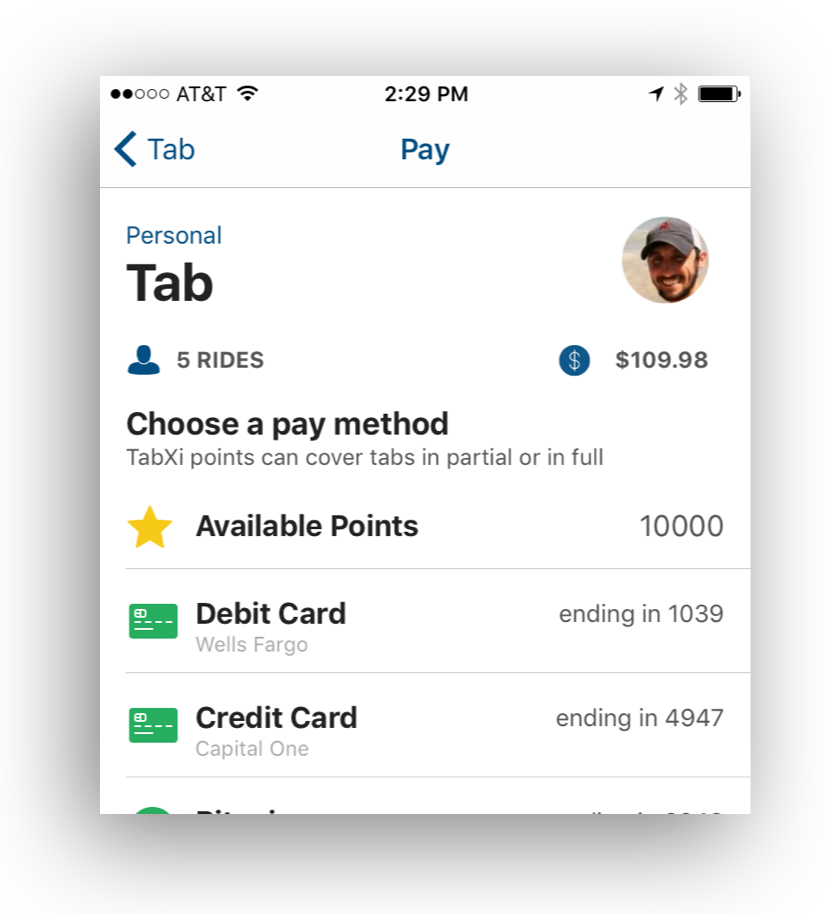 AT&T 2:29 PM
Tab Pay
Personal
Tab
5 RIDES $ $109.98
Choose a pay method
TabXi points can cover tabs in partial or in full
Available Points 10000
Debit Card ending in 1039
Wells Fargo
Credit Card ending in 4947
Capital One